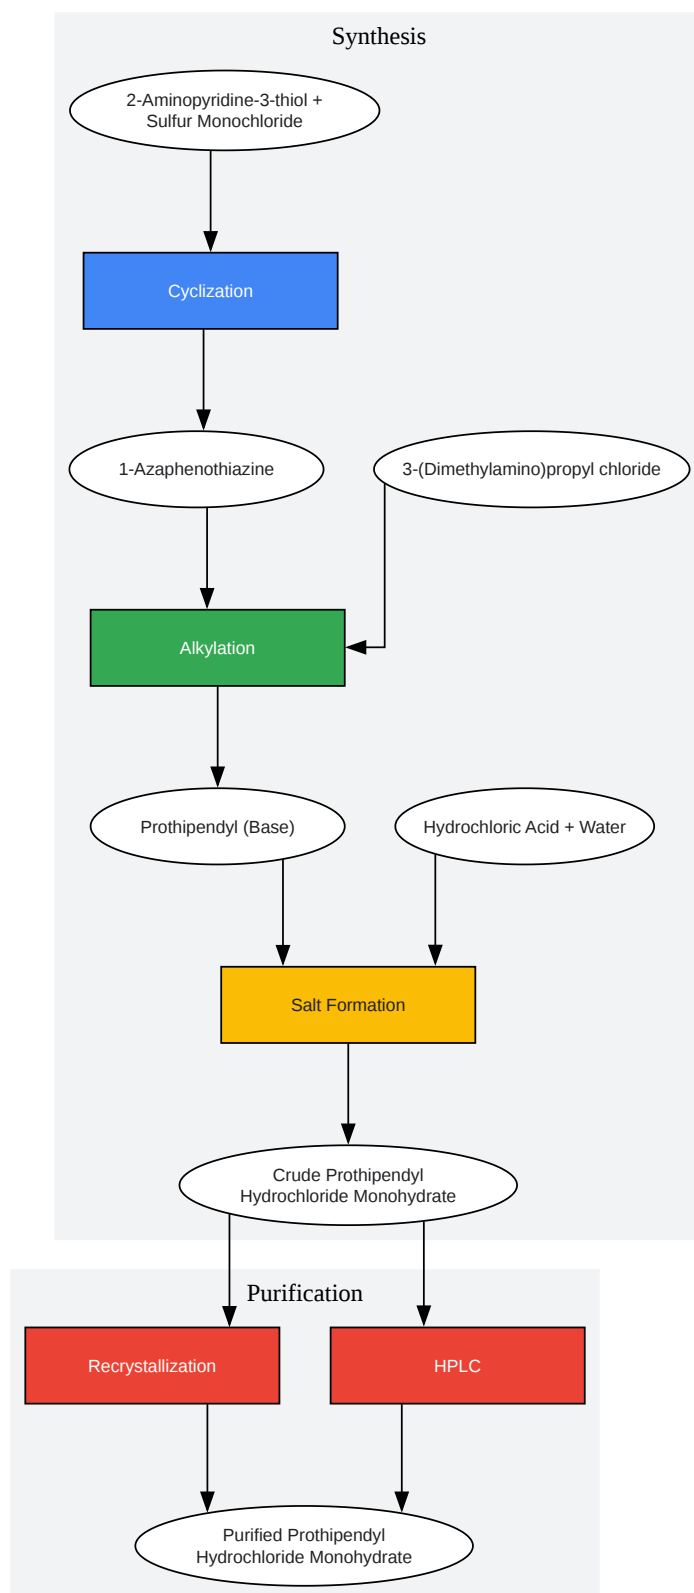 Synthesis
2-Aminopyridine-3-thiol +
Sulfur Monochloride
Cyclization
1-Azaphenothiazine
3-(Dimethylamino)propyl chloride
Alkylation
Prothipendyl (Base)
Hydrochloric Acid + Water
Salt Formation
Crude Prothipendyl
Hydrochloride Monohydrate
Purification
Recrystallization
HPLC
Purified Prothipendyl
Hydrochloride Monohydrate